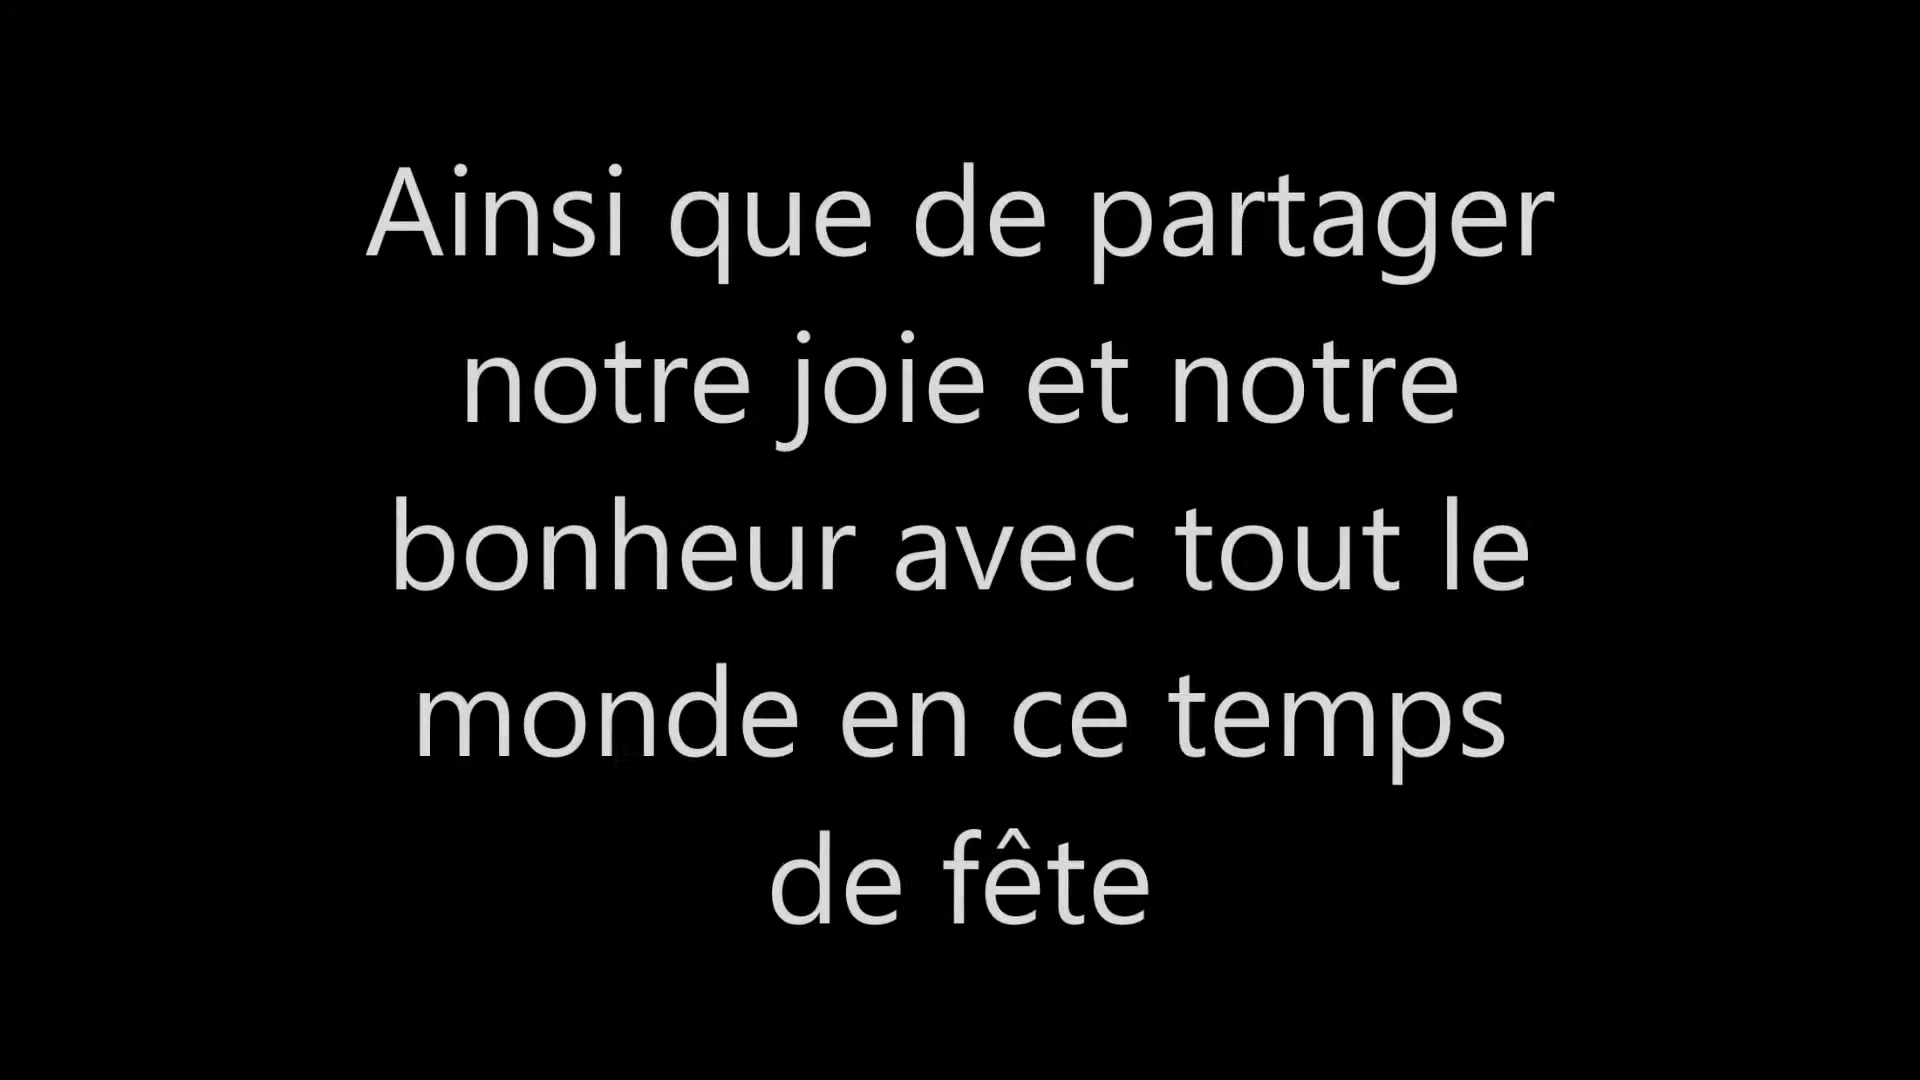 Ainsi que de partager
notre joie et notre
bonheur avec tout le
monde en ce temps
de fête